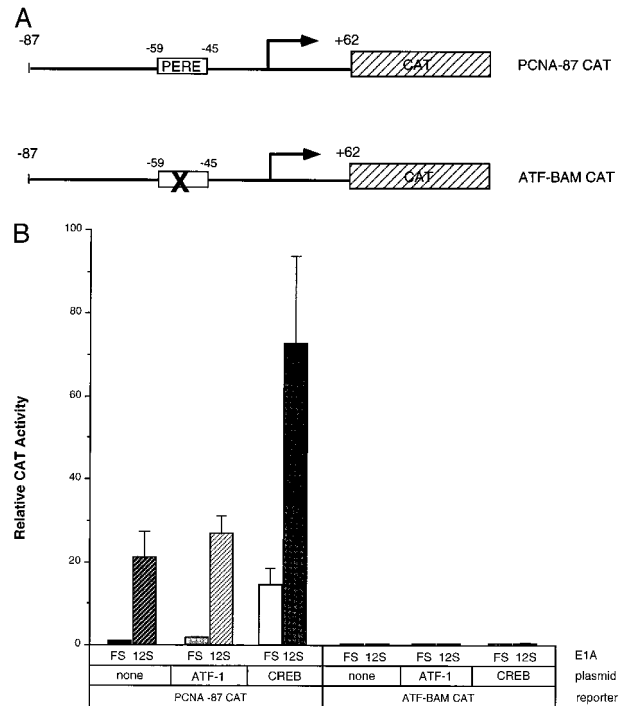 A
-87
-59
-45
+62
PERE
CAT
PCNA-87 CAT
-87
-59
-45
+62
X
CAT
ATF-BAM CAT
B
Relative CAT Activity
100
80
60
40
20
0
FS 12S FS 12S FS 12S FS 12S FS 12S FS 12S E1A
none ATF-1 CREB none ATF-1 CREB plasmid
PCNA -87 CAT ATF-BAM CAT reporter